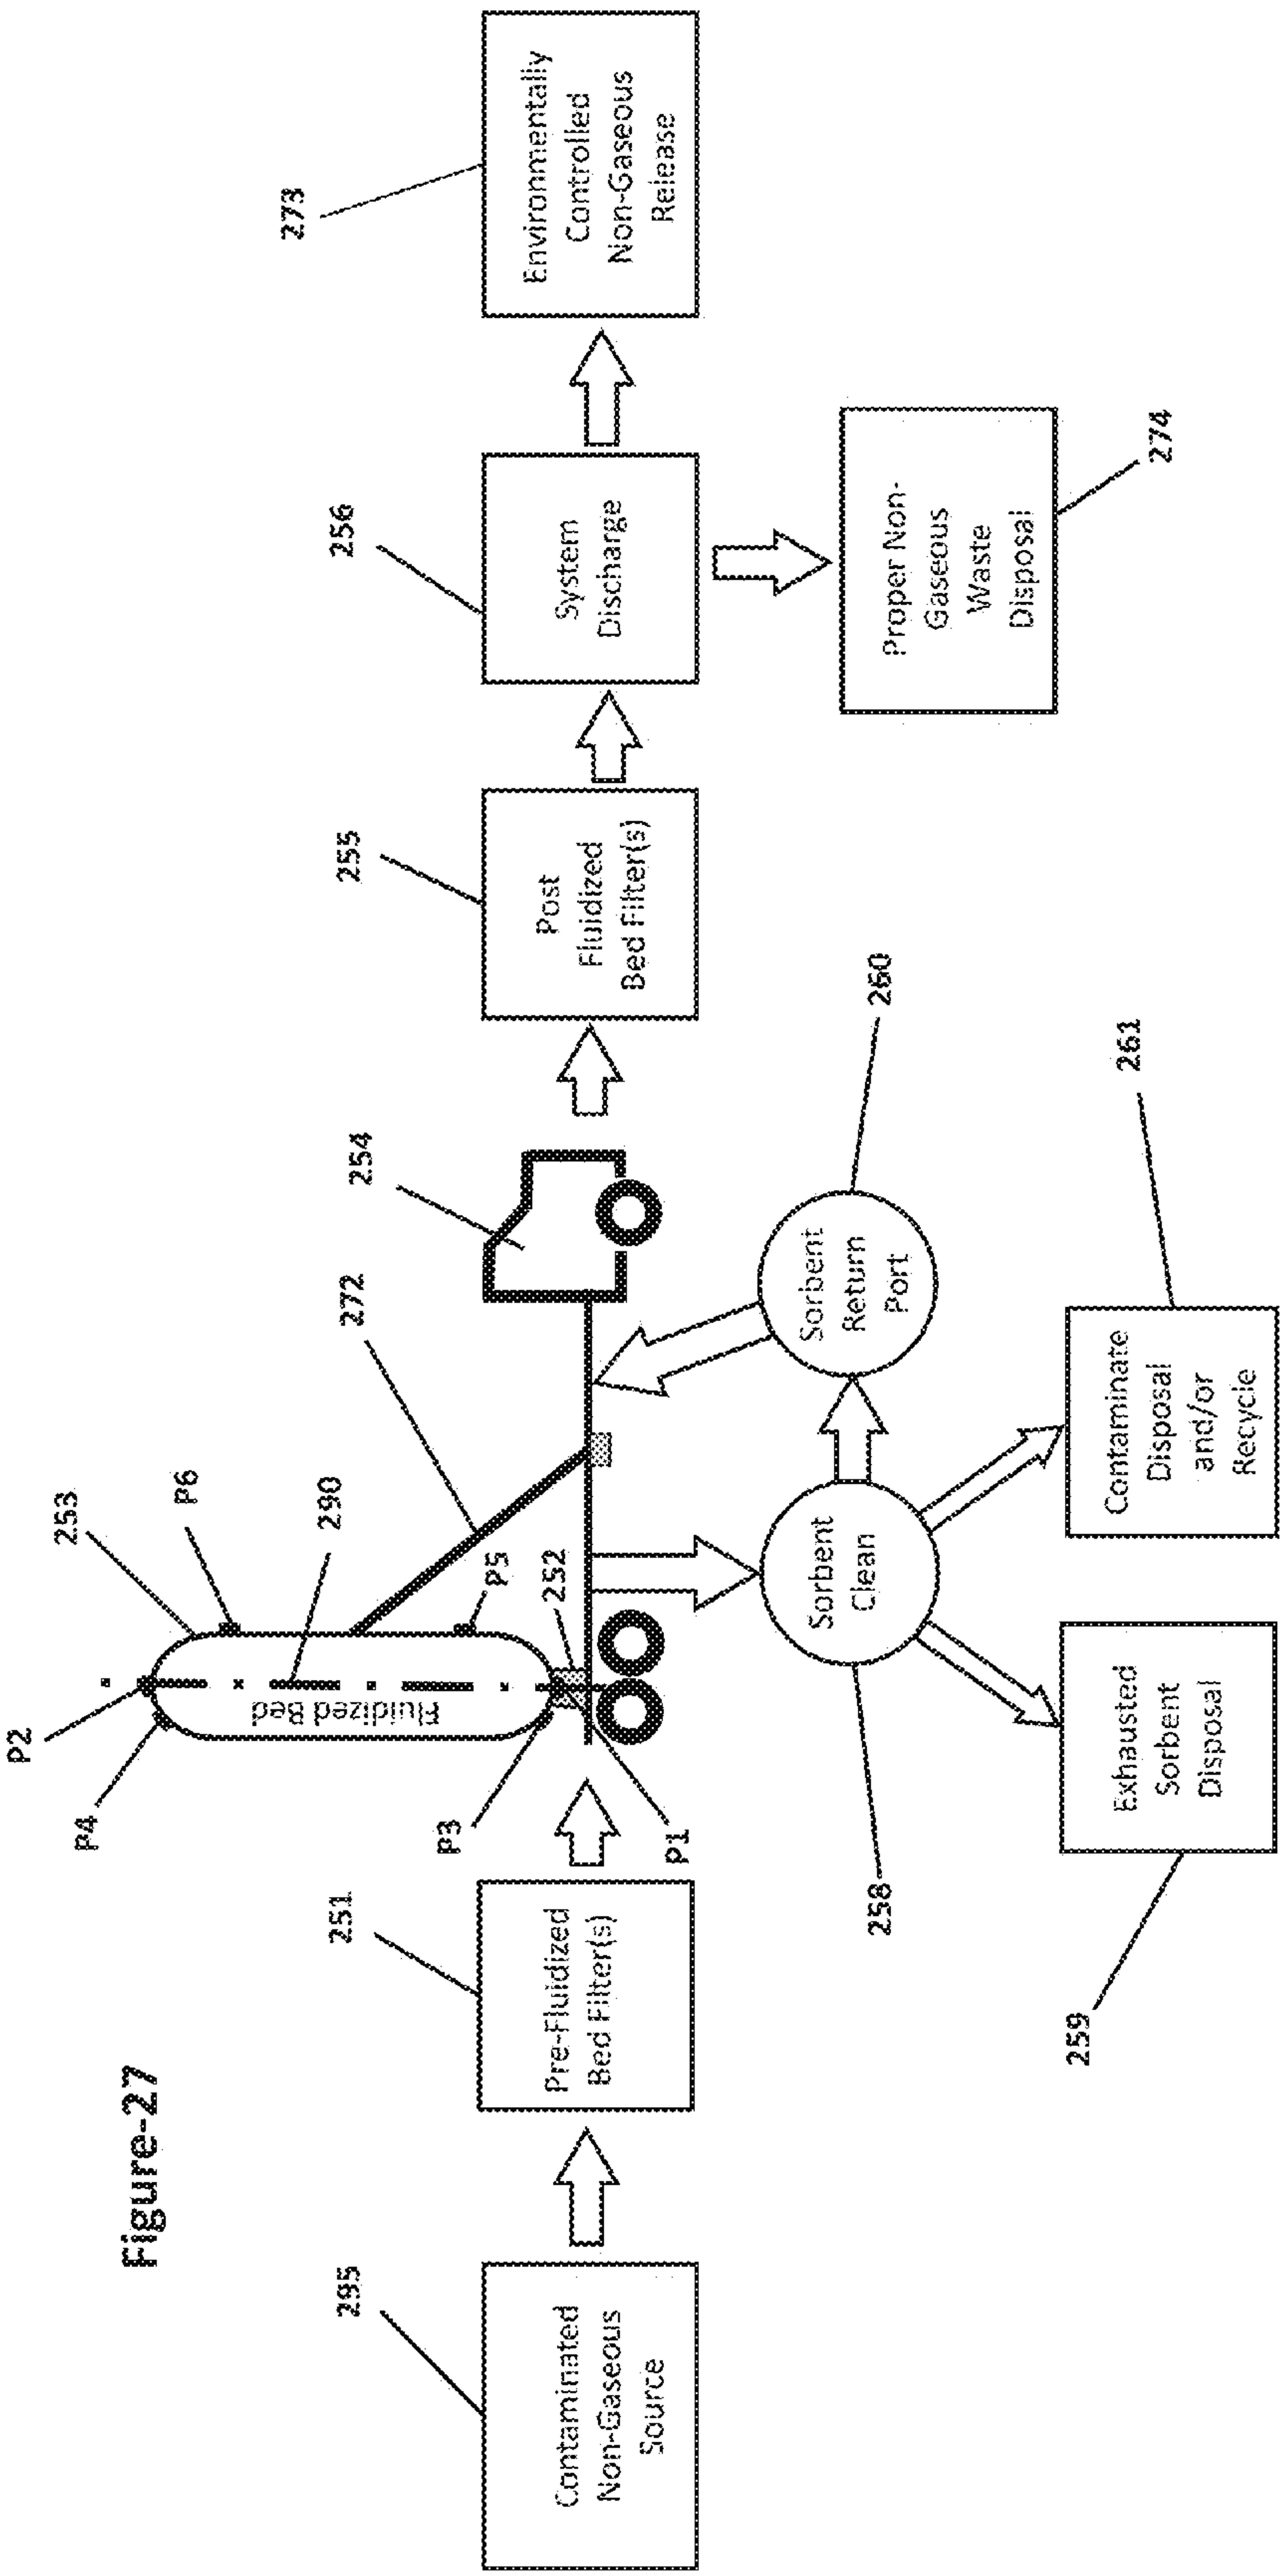 Figure-27
295
Contaminated
Non-Gaseous
Source
251
Pre-Fluidized
Bed Filter(s)
P2
P4
253
P6
290
Fluidized Bed
P3
P1
P5
252
272
254
255
Post
Fluidized
Bed Filter(s)
256
System
Discharge
273
Environmentally
Controlled
Non-Gaseous
Release
274
Proper Non-
Gaseous
Waste
Disposal
258
Sorbent
Clean
260
Sorbent
Return
Port
259
Exhausted
Sorbent
Disposal
261
Contaminate
Disposal
and/or
Recycle